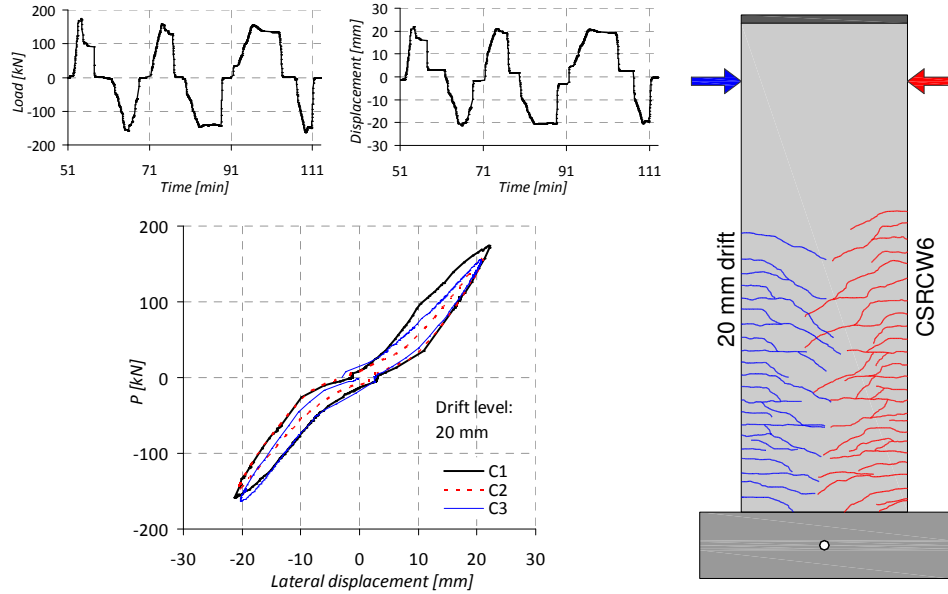 200
100
0
-100
-200
Load [kN]
51
71
91
111
Time [min]
30
20
10
0
-10
-20
-30
Displacement [mm]
51
71
91
111
Time [min]
200
100
0
-100
-200
P [kN]
-30
-20
-10
0
10
20
30
Lateral displacement [mm]
Drift level:
20 mm
C1
C2
C3
20 mm drift
CSRCW6